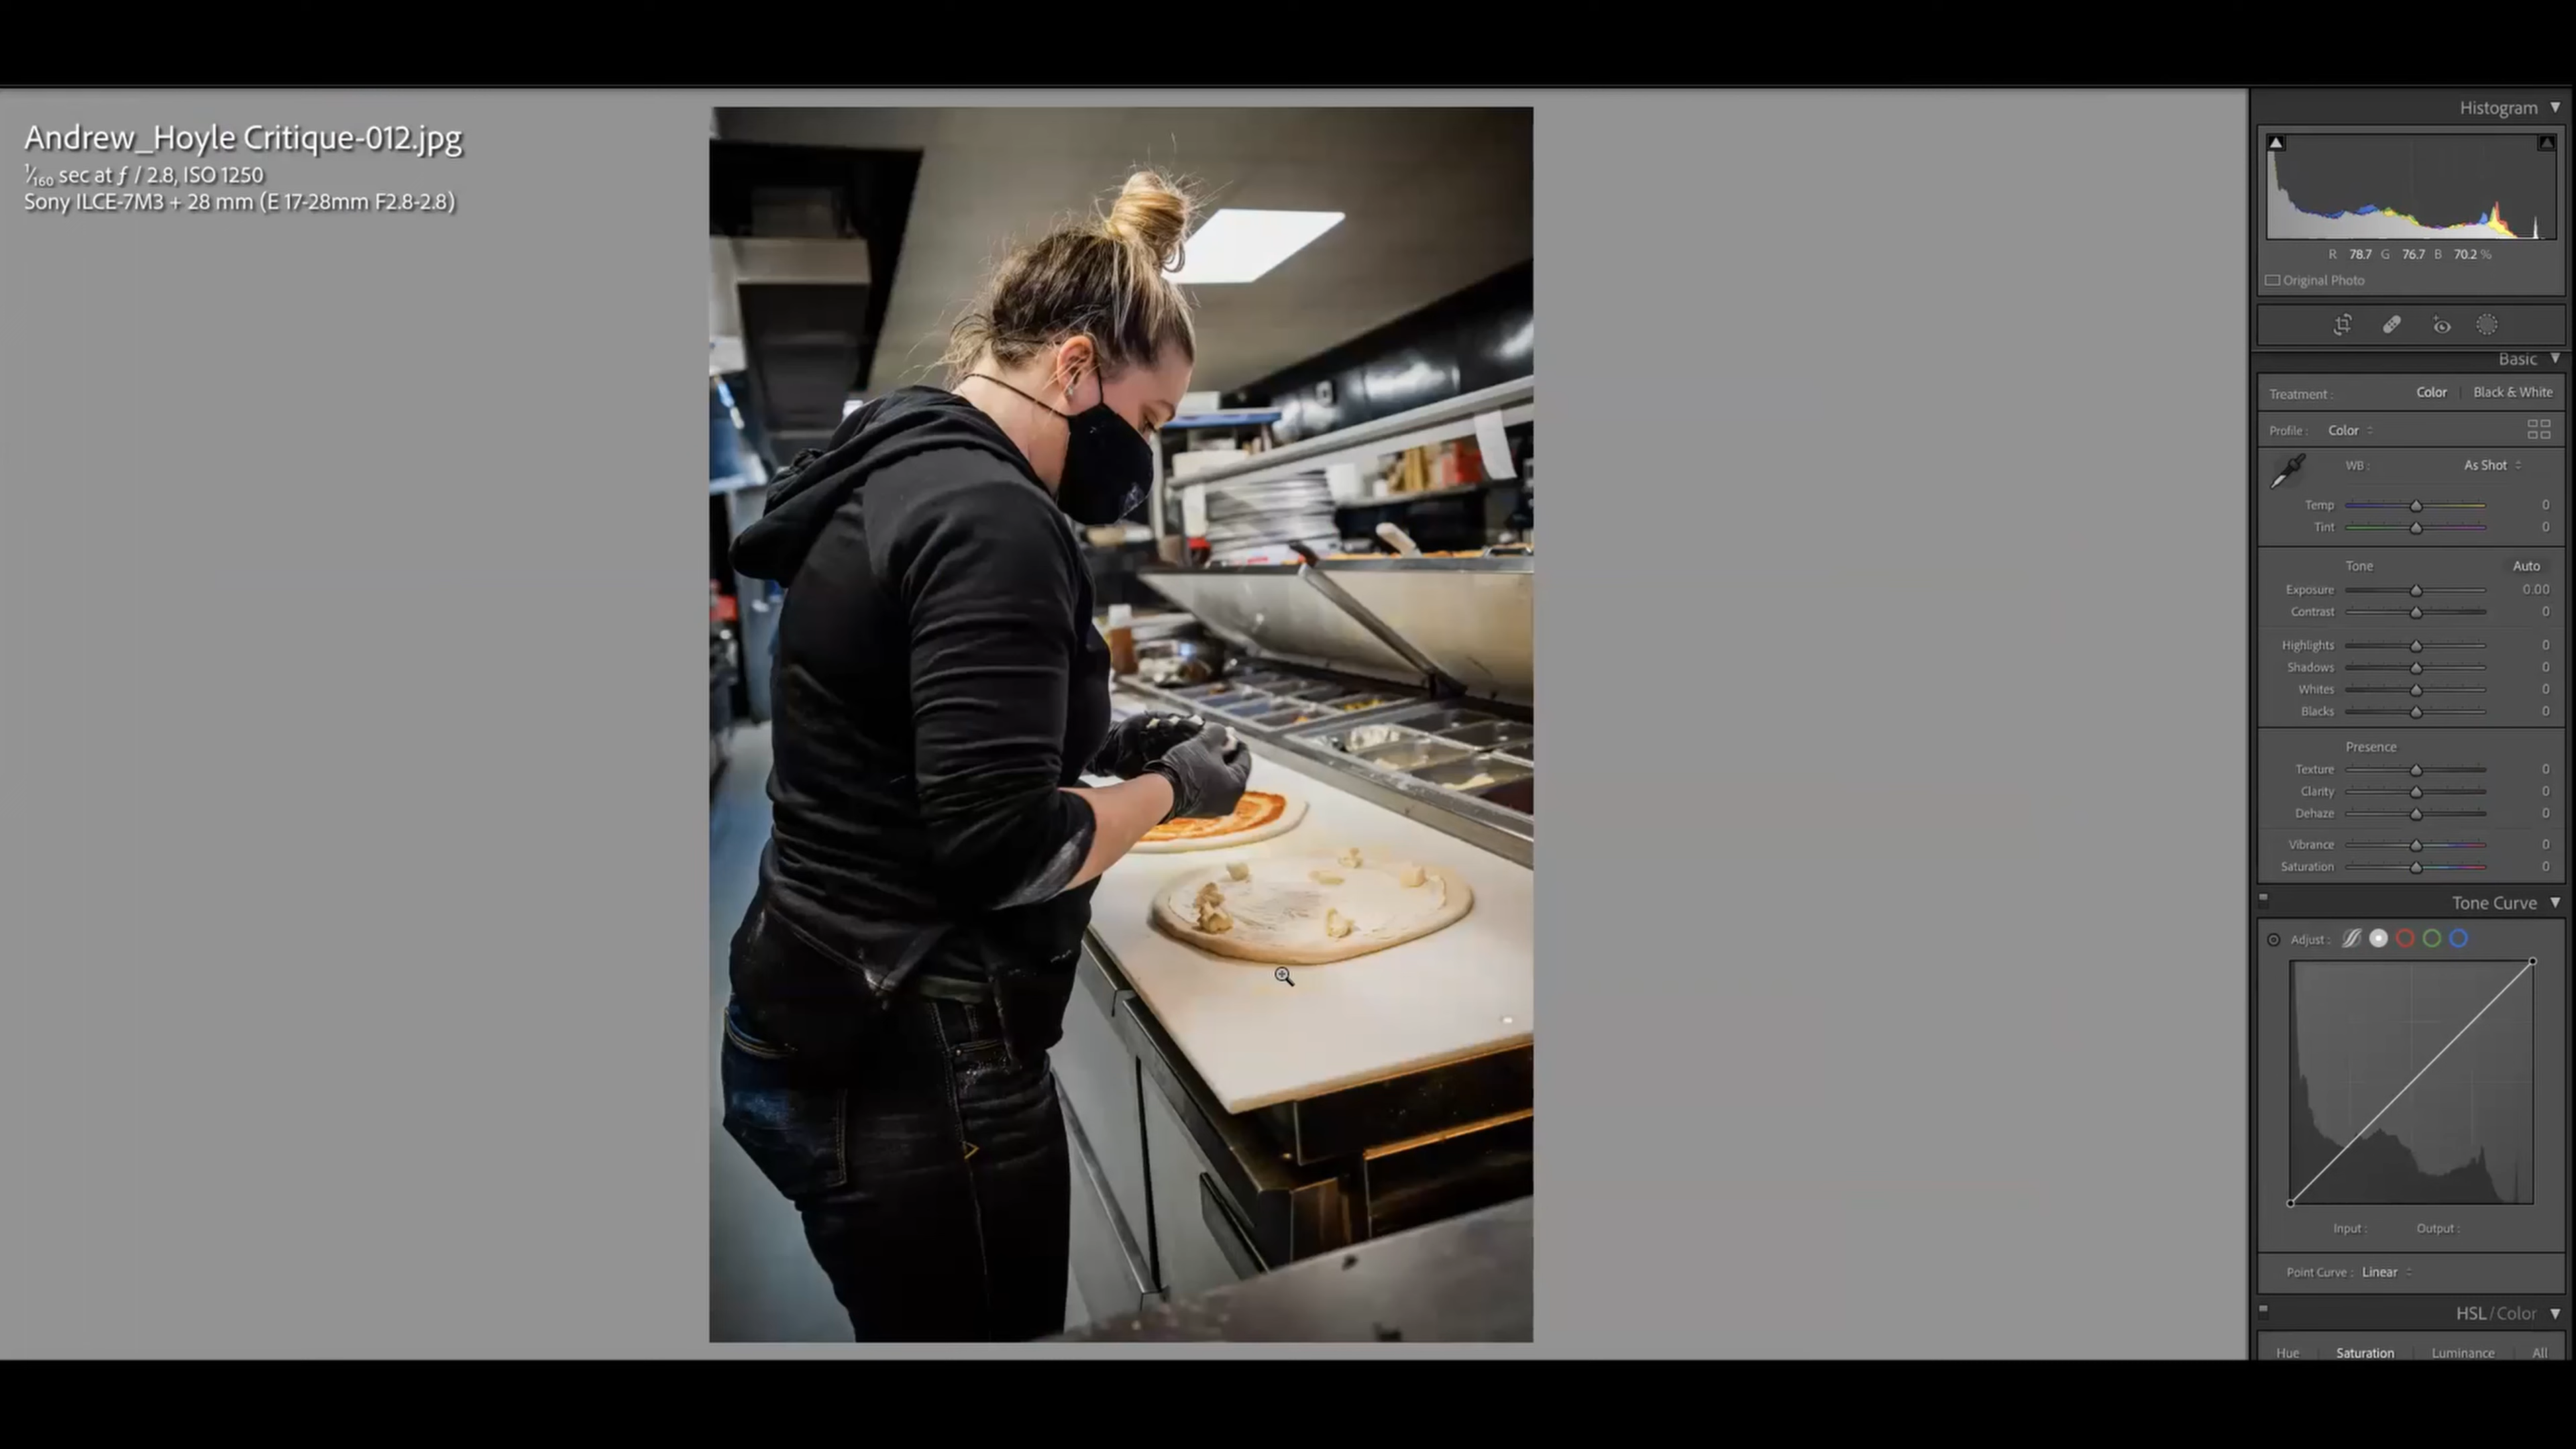 Andrew_Hoyle Critique-012.jpg
1/160 sec at ƒ / 2.8, ISO 1250
Sony ILCE-7M3 + 28 mm (E 17-28mm F2.8-2.8)
Histogram
R 78.7 G 76.7 B 70.2 %
Original Photo
Basic
Treatment : Color | Black & White
Profile : Color
WB : As Shot
Temp 0
Tint 0
Tone Auto
Exposure 0.00
Contrast 0
Highlights 0
Shadows 0
Whites 0
Blacks 0
Presence
Texture 0
Clarity 0
Dehaze 0
Vibrance 0
Saturation 0
Tone Curve
Adjust :
Input : Output :
Point Curve : Linear
HSL / Color
Hue | Saturation | Luminance | All